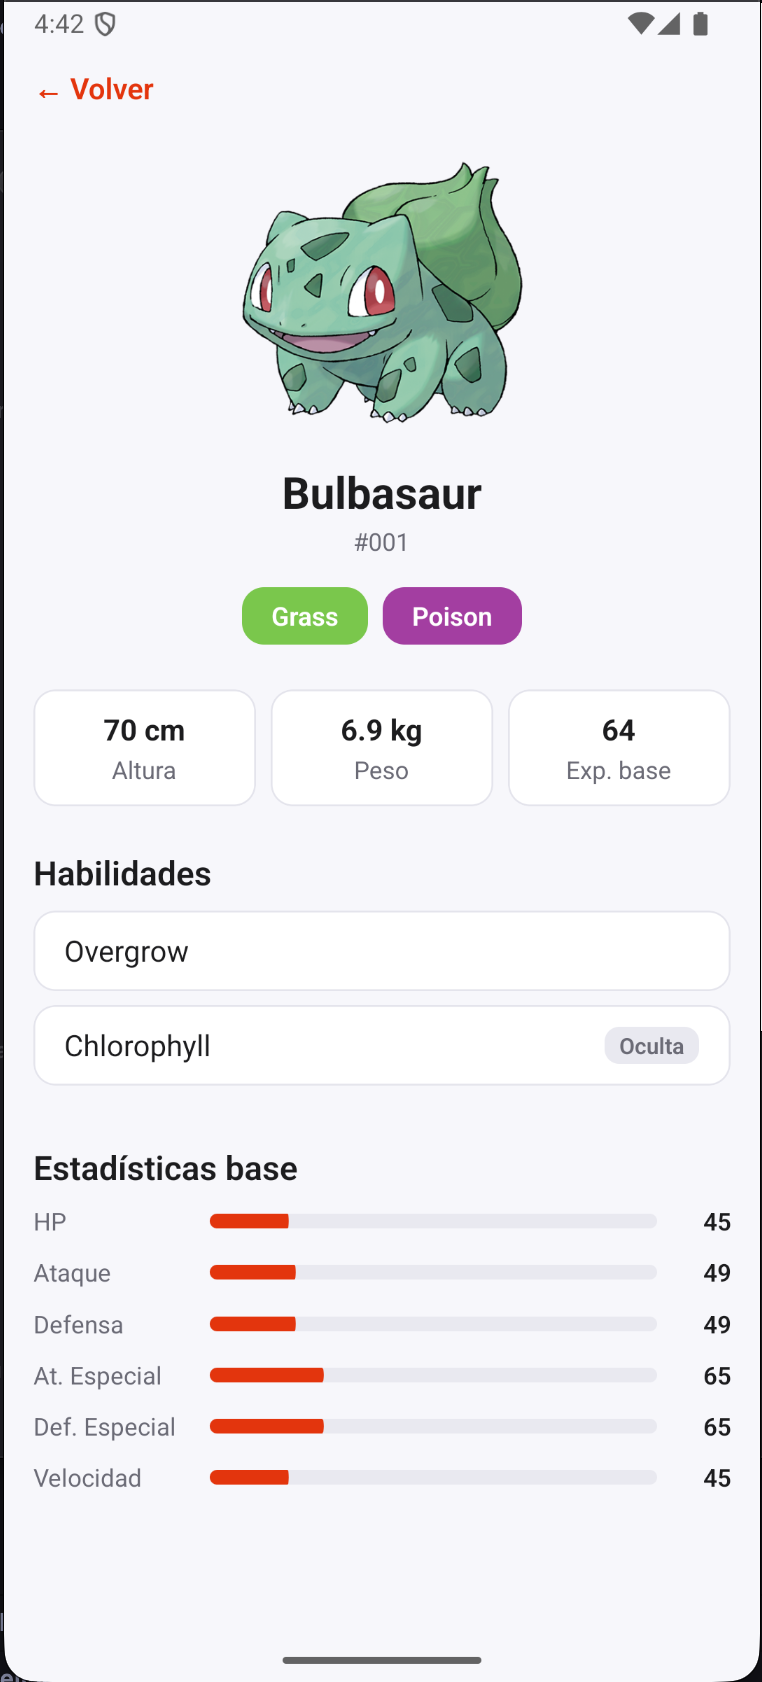 4:42
← Volver
Bulbasaur
#001
Grass Poison
70 cm 6.9 kg 64
Altura Peso Exp. base
Habilidades
Overgrow
Chlorophyll Oculta
Estadísticas base
HP 45
Ataque 49
Defensa 49
At. Especial 65
Def. Especial 65
Velocidad 45